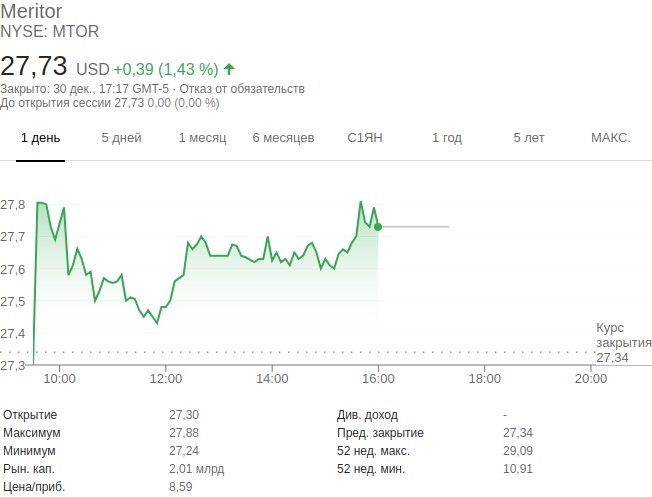 Meritor
NYSE: MTOR
27,73 USD +0,39 (1,43 %)
Закрыто: 30 дек., 17:17 GMT-5 · Отказ от обязательств
До открытия сессии 27,73 0,00 (0,00 %)
1 день 5 дней 1 месяц 6 месяцев С1ЯН 1 год 5 лет МАКС.
27,8
27,7
27,6
27,5
27,4
27,3
Курс
закрытия
27,34
10:00 12:00 14:00 16:00 18:00 20:00
Открытие 27,30 Див. доход -
Максимум 27,88 Пред. закрытие 27,34
Минимум 27,24 52 нед. макс. 29,09
Рын. кап. 2,01 млрд 52 нед. мин. 10,91
Цена/приб. 8,59